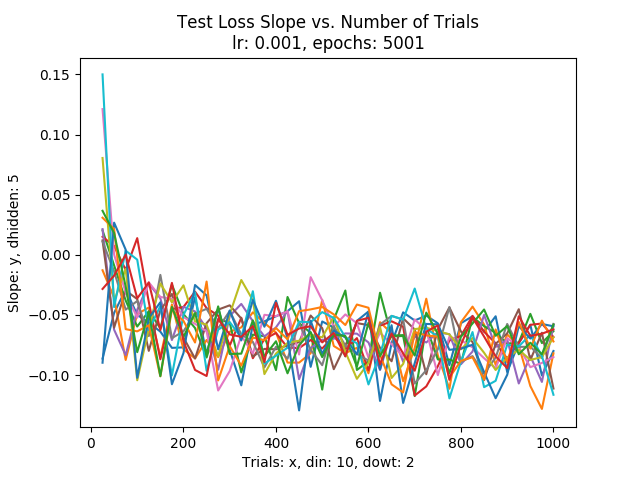 Test Loss Slope vs. Number of Trials
lr: 0.001, epochs: 5001
0.15
0.10
0.05
0.00
−0.05
−0.10
Slope: y, dhidden: 5
0 200 400 600 800 1000
Trials: x, din: 10, dowt: 2